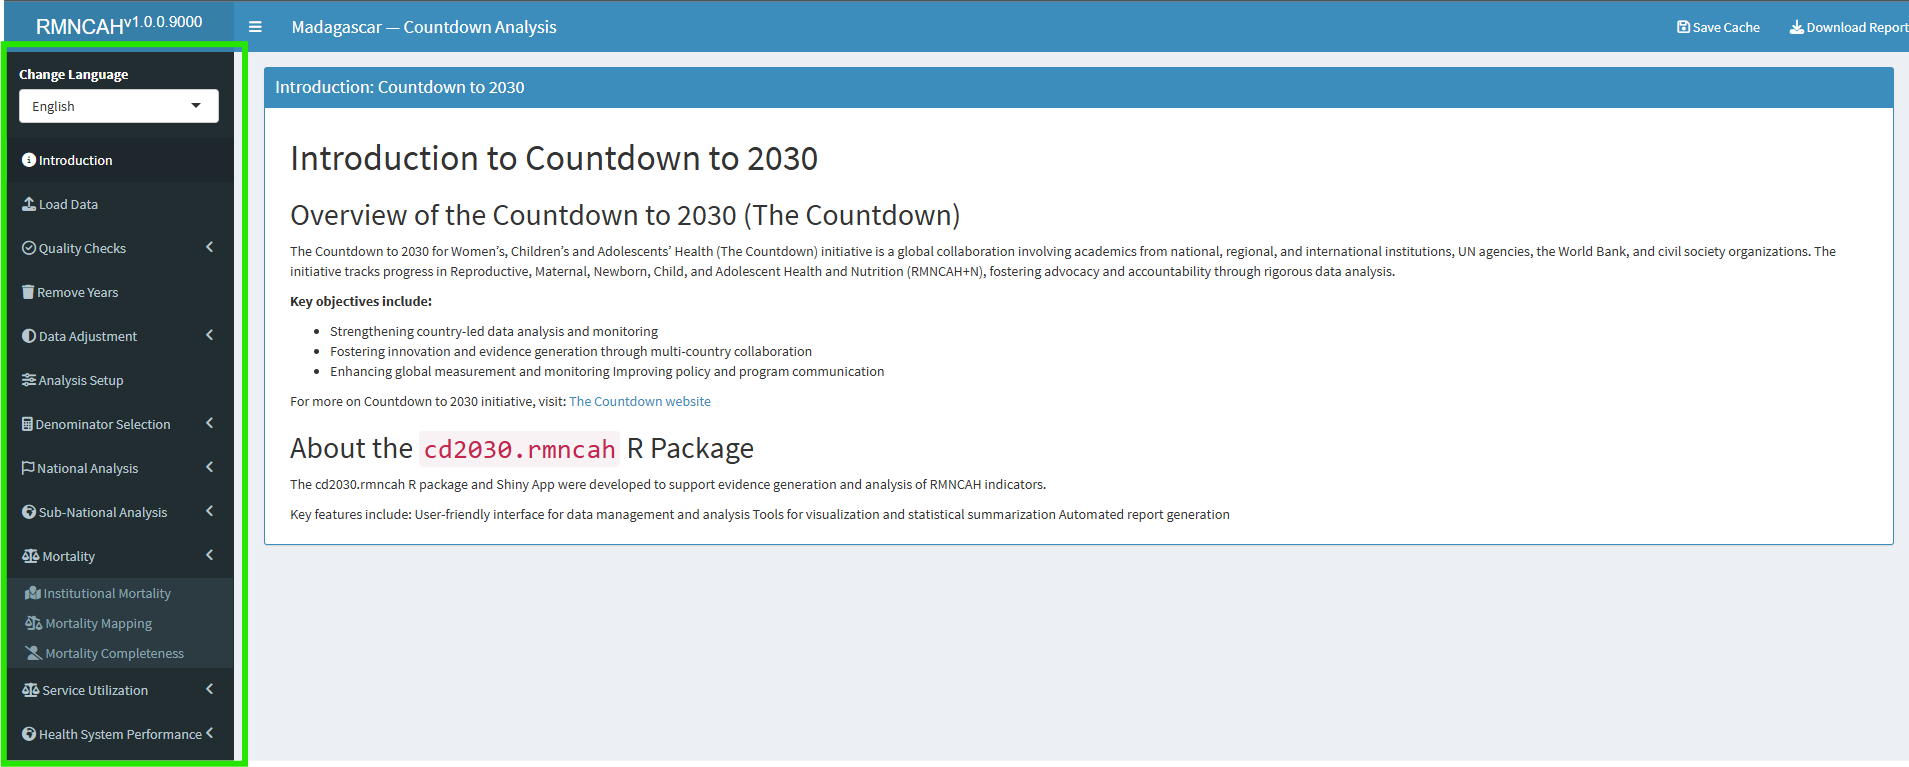 RMNCAHv1.0.0.9000
Madagascar — Countdown Analysis
Save Cache
Download Report
Change Language
English
Introduction
Load Data
Quality Checks
Remove Years
Data Adjustment
Analysis Setup
Denominator Selection
National Analysis
Sub-National Analysis
Mortality
Institutional Mortality
Mortality Mapping
Mortality Completeness
Service Utilization
Health System Performance
Introduction: Countdown to 2030
Introduction to Countdown to 2030
Overview of the Countdown to 2030 (The Countdown)
The Countdown to 2030 for Women’s, Children’s and Adolescents’ Health (The Countdown) initiative is a global collaboration involving academics from national, regional, and international institutions, UN agencies, the World Bank, and civil society organizations. The
initiative tracks progress in Reproductive, Maternal, Newborn, Child, and Adolescent Health and Nutrition (RMNCAH+N), fostering advocacy and accountability through rigorous data analysis.
Key objectives include:
• Strengthening country-led data analysis and monitoring
• Fostering innovation and evidence generation through multi-country collaboration
• Enhancing global measurement and monitoring Improving policy and program communication
For more on Countdown to 2030 initiative, visit: The Countdown website
About the cd2030.rmncah R Package
The cd2030.rmncah R package and Shiny App were developed to support evidence generation and analysis of RMNCAH indicators.
Key features include: User-friendly interface for data management and analysis Tools for visualization and statistical summarization Automated report generation